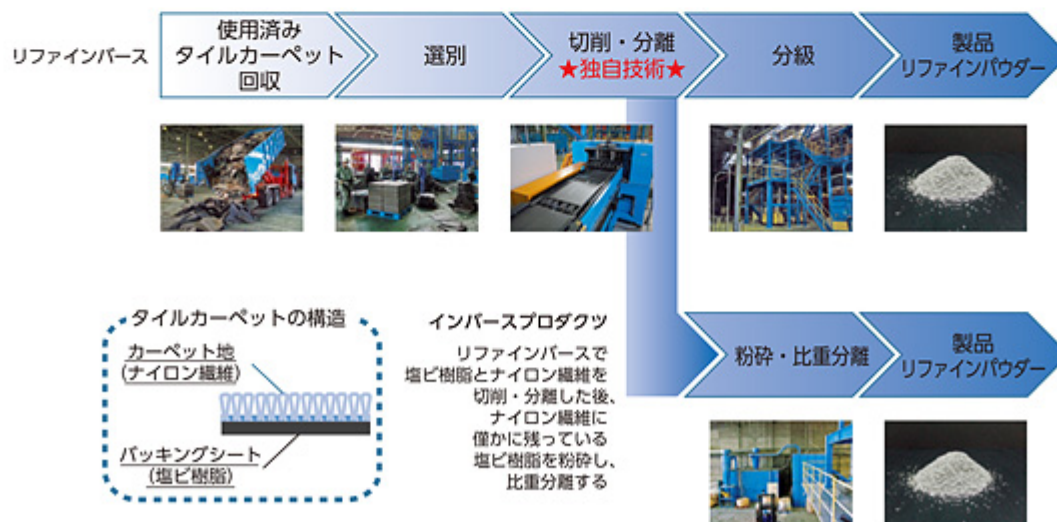 リファインバース
使用済み
タイルカーペット
回収
選別
切削・分離
★独自技術★
分級
製品
リファインパウダー
タイルカーペットの構造
カーペット地
(ナイロン繊維)
バッキングシート
(塩ビ樹脂)
インバースプロダクツ
リファインバースで
塩ビ樹脂とナイロン繊維を
切削・分離した後、
ナイロン繊維に
僅かに残っている
塩ビ樹脂を粉砕し、
比重分離する
粉砕・比重分離
製品
リファインパウダー